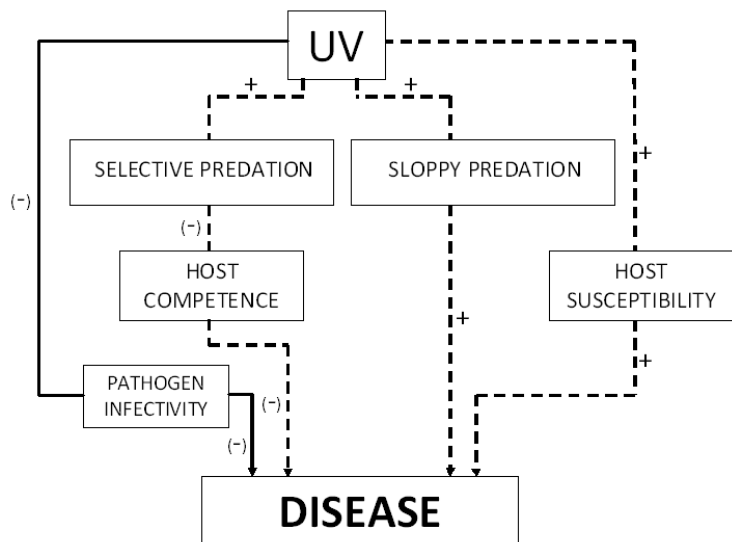 UV
+
+
+
SELECTIVE PREDATION
SLOPPY PREDATION
(-)
(-)
HOST
COMPETENCE
HOST
SUSCEPTIBILITY
+
+
PATHOGEN
INFECTIVITY
(-)
(-)
DISEASE